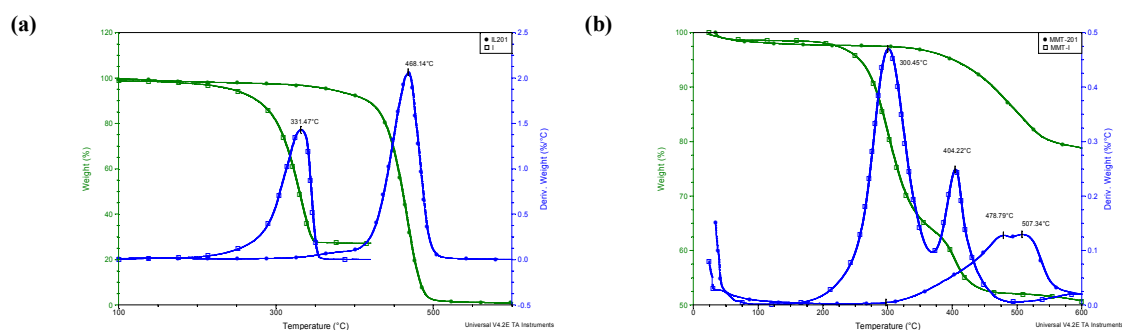 (a)
120
100
80
60
40
20
0
Weight (%)
IL201
I
468.14°C
331.47°C
2.5
2.0
1.5
1.0
0.5
0.0
-0.5
Deriv. Weight (%/°C)
100
300
500
Temperature (°C)
Universal V4.2E TA Instruments
(b)
100
90
80
70
60
50
Weight (%)
MMT-201
MMT-I
300.45°C
404.22°C
478.79°C
507.34°C
0.5
0.4
0.3
0.2
0.1
0.0
Deriv. Weight (%/°C)
0
100
200
300
400
500
600
Temperature (°C)
Universal V4.2E TA Instruments